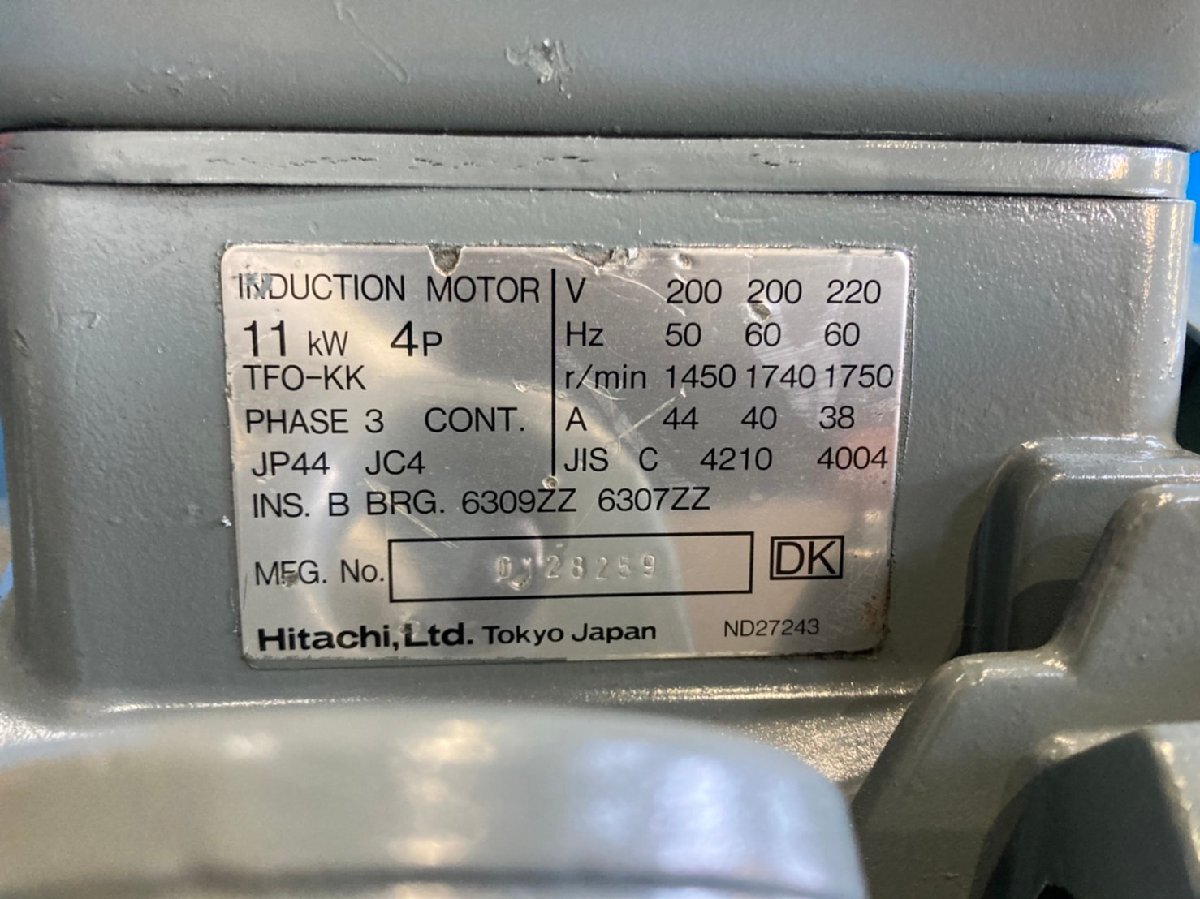 INDUCTION MOTOR
11 kW 4P
TFO-KK
PHASE 3 CONT.
JP44 JC4
V 200 200 220
Hz 50 60 60
r/min 1450 1740 1750
A 44 40 38
JIS C 4210 4004
INS. B BRG. 6309ZZ 6307ZZ
MFG. No.
DK
Hitachi,Ltd. Tokyo Japan ND27243